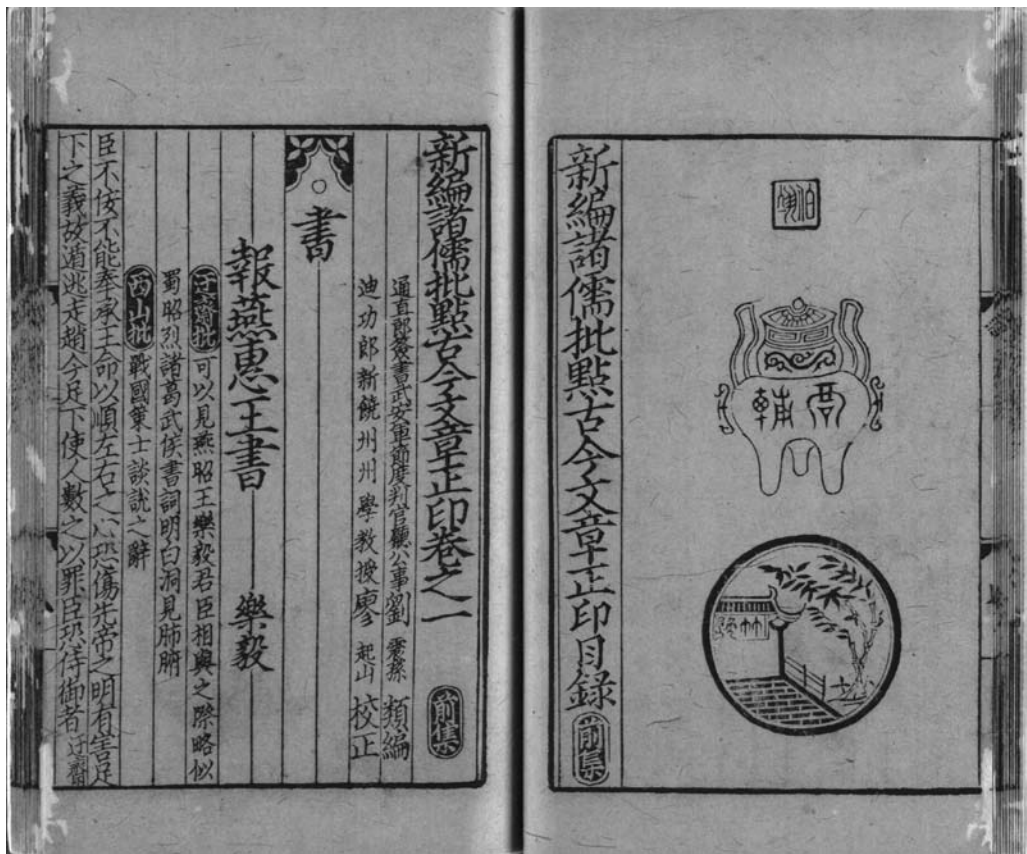 伯
輔
竹
新編諸儒批點古今文章正印目録 前集
新編諸儒批點古今文章正印卷之一 前集
通直郎簽書武安軍節度判官廳公事劉 震孫 類編
迪功郎新饒州州學教授廖 起山 校正
書
報燕惠王書 樂毅
迂齋批 可以見燕昭王樂毅君臣相與之際略似
蜀昭烈諸葛武侯書詞明白洞見肺腑
西山批 戰國策士談說之辭
臣不佞不能奉承王命以順左右之心恐傷先帝之明有害足
下之義故遁逃走趙今足下使人數之以罪臣恐侍御者 迂齋